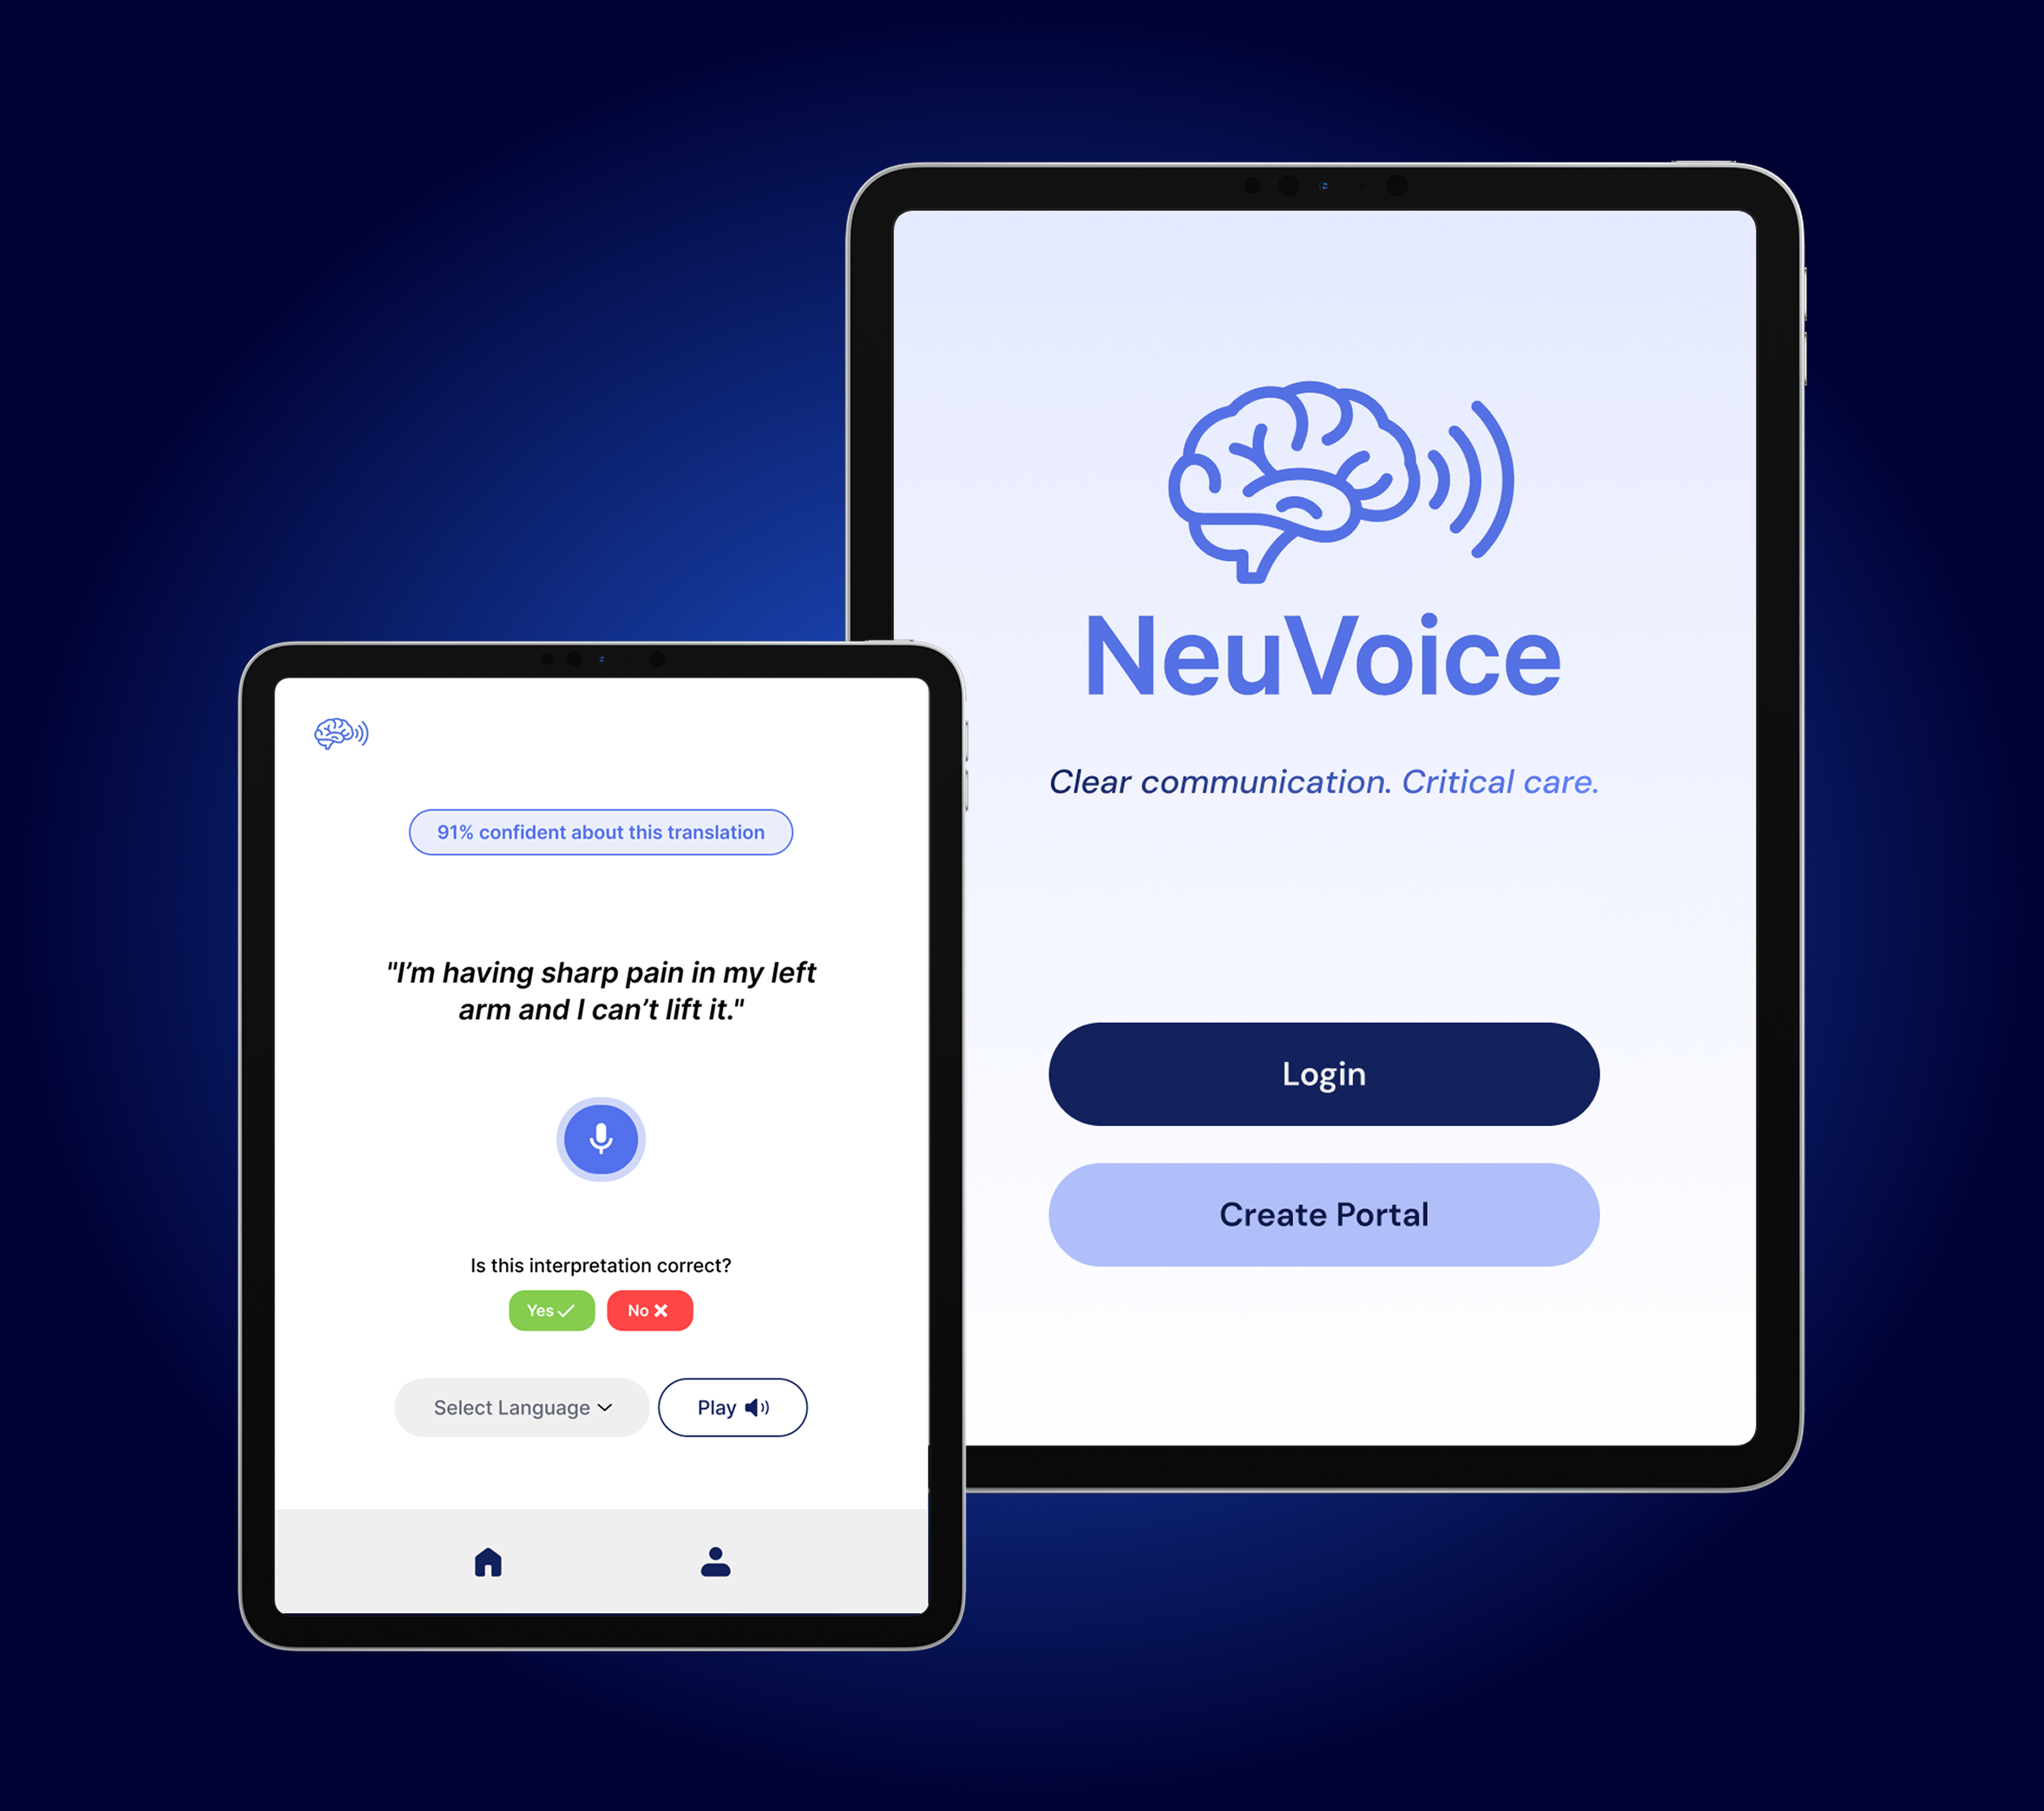 NeuVoice
Clear communication. Critical care.
Login
Create Portal
91% confident about this translation
"I’m having sharp pain in my left
arm and I can’t lift it."
Is this interpretation correct?
Yes
No
Select Language
Play